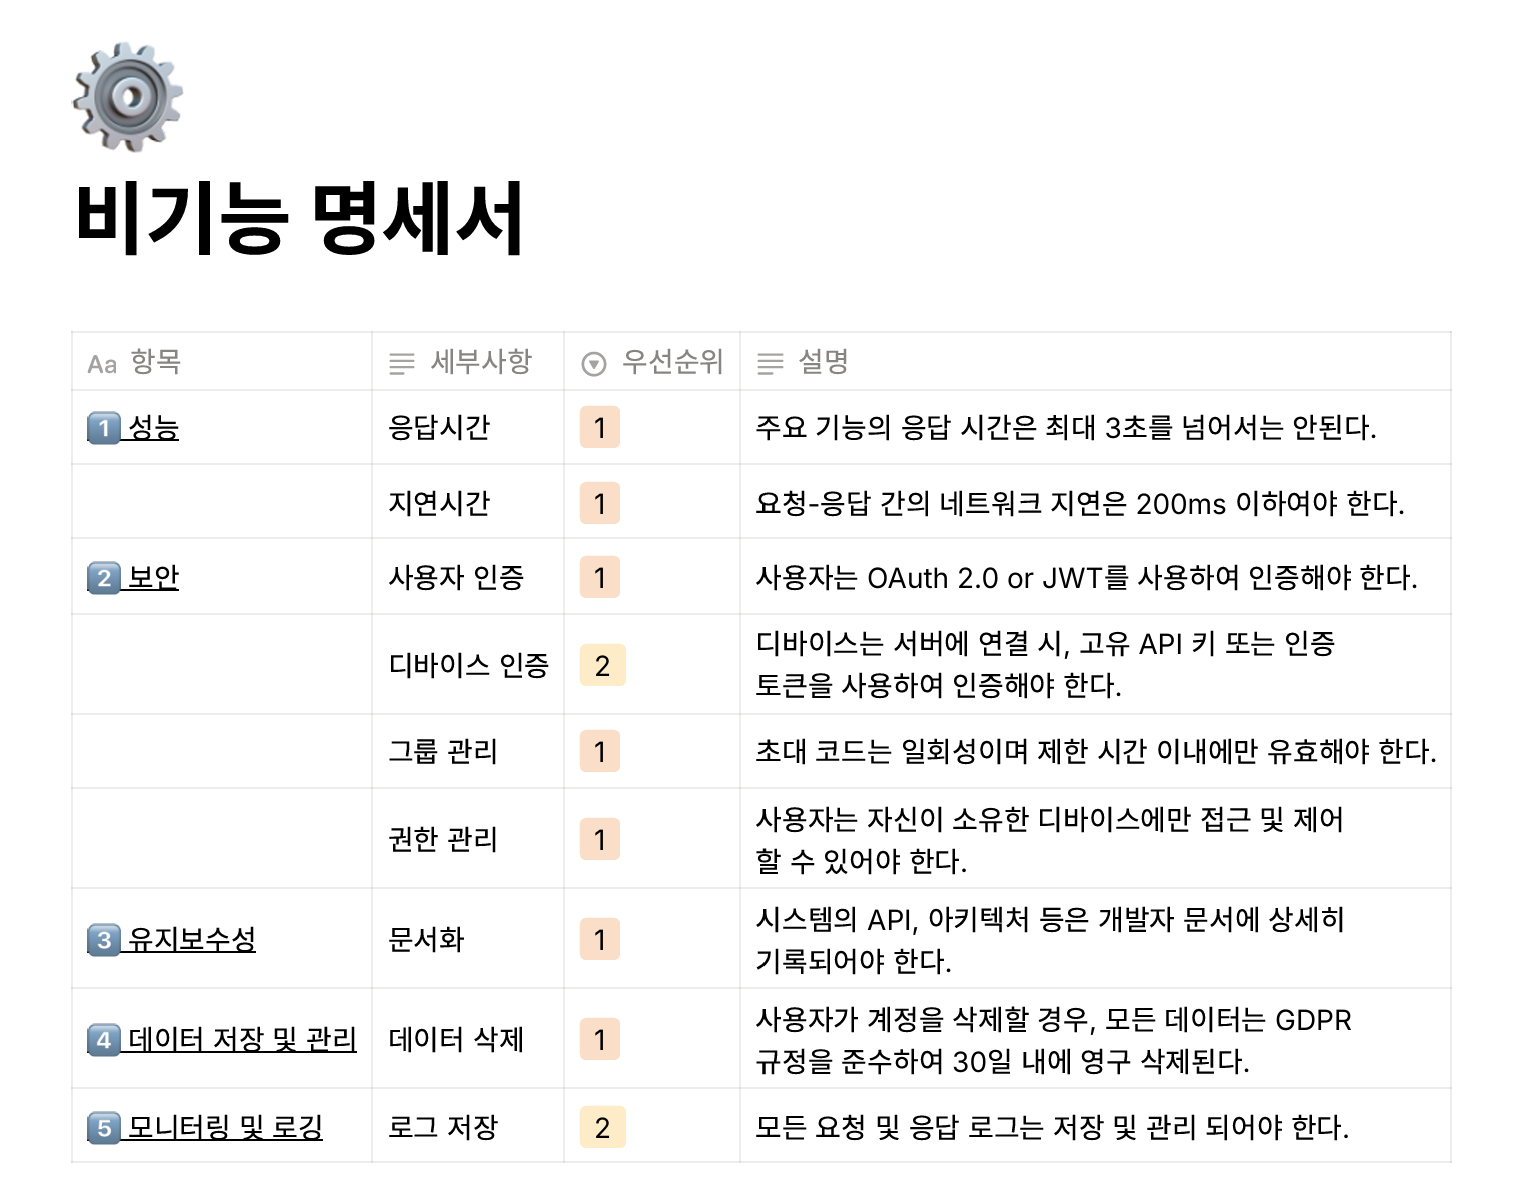 비기능 명세서
Aa 항목 세부사항 우선순위 설명
1 성능 응답시간 1 주요 기능의 응답 시간은 최대 3초를 넘어서는 안된다.
지연시간 1 요청-응답 간의 네트워크 지연은 200ms 이하여야 한다.
2 보안 사용자 인증 1 사용자는 OAuth 2.0 or JWT를 사용하여 인증해야 한다.
디바이스 인증 2 디바이스는 서버에 연결 시, 고유 API 키 또는 인증
토큰을 사용하여 인증해야 한다.
그룹 관리 1 초대 코드는 일회성이며 제한 시간 이내에만 유효해야 한다.
권한 관리 1 사용자는 자신이 소유한 디바이스에만 접근 및 제어
할 수 있어야 한다.
3 유지보수성 문서화 1 시스템의 API, 아키텍처 등은 개발자 문서에 상세히
기록되어야 한다.
4 데이터 저장 및 관리 데이터 삭제 1 사용자가 계정을 삭제할 경우, 모든 데이터는 GDPR
규정을 준수하여 30일 내에 영구 삭제된다.
5 모니터링 및 로깅 로그 저장 2 모든 요청 및 응답 로그는 저장 및 관리 되어야 한다.